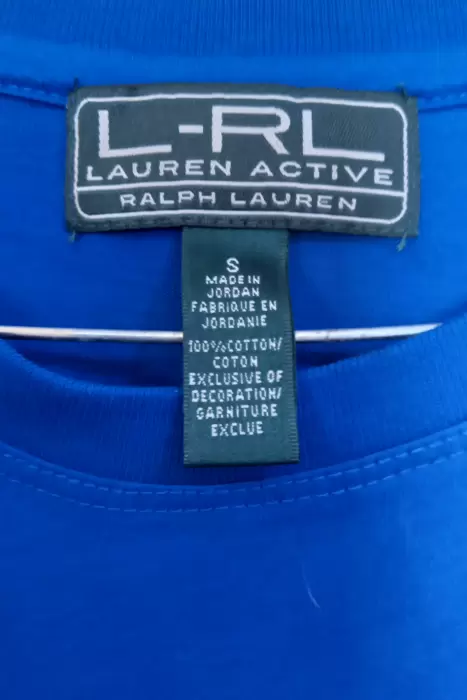 L-RL
LAUREN ACTIVE
RALPH LAUREN
S
MADE IN
JORDAN
FABRIQUE EN
JORDANIE
100%COTTON/
COTON
EXCLUSIVE OF
DECORATION/
GARNITURE
EXCLUE